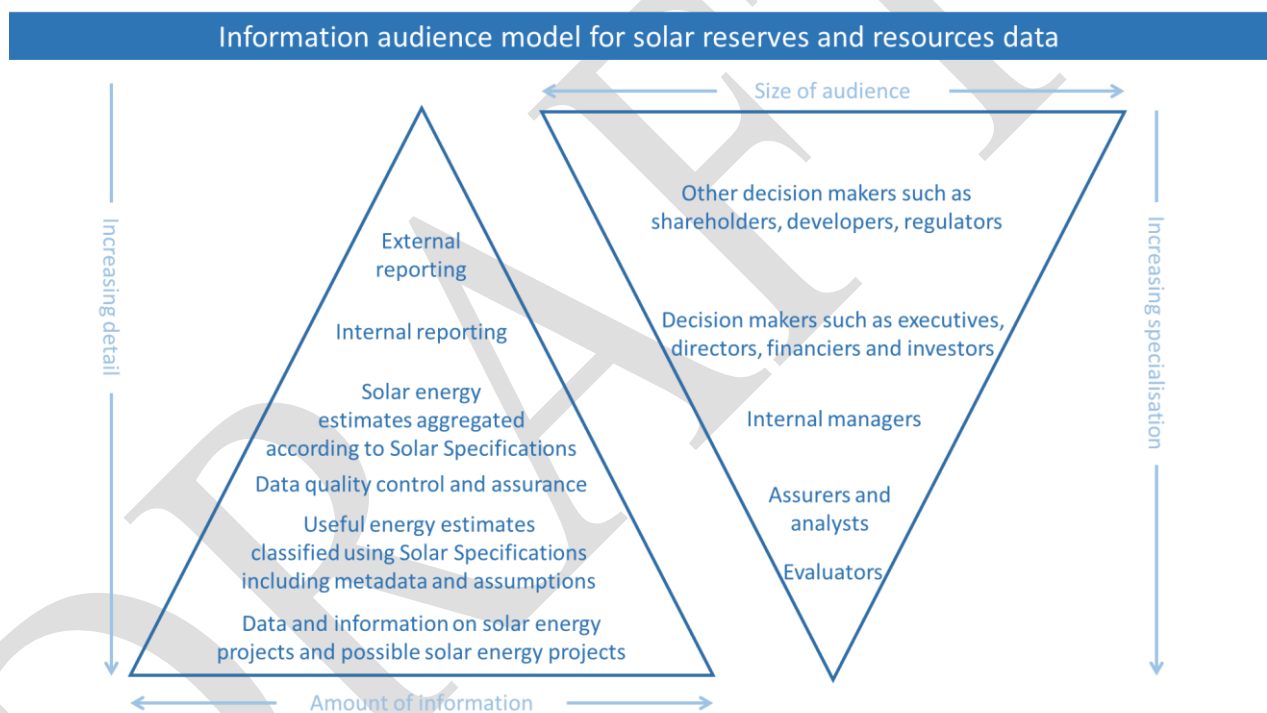 Information audience model for solar reserves and resources data
Size of audience
Increasing detail
External
reporting
Internal reporting
Solar energy
estimates aggregated
according to Solar Specifications
Data quality control and assurance
Useful energy estimates
classified using Solar Specifications
including metadata and assumptions
Data and information on solar energy
projects and possible solar energy projects
Amount of information
Other decision makers such as
shareholders, developers, regulators
Decision makers such as executives,
directors, financiers and investors
Internal managers
Assurers and
analysts
Evaluators
Increasing specialisation
DRAFT